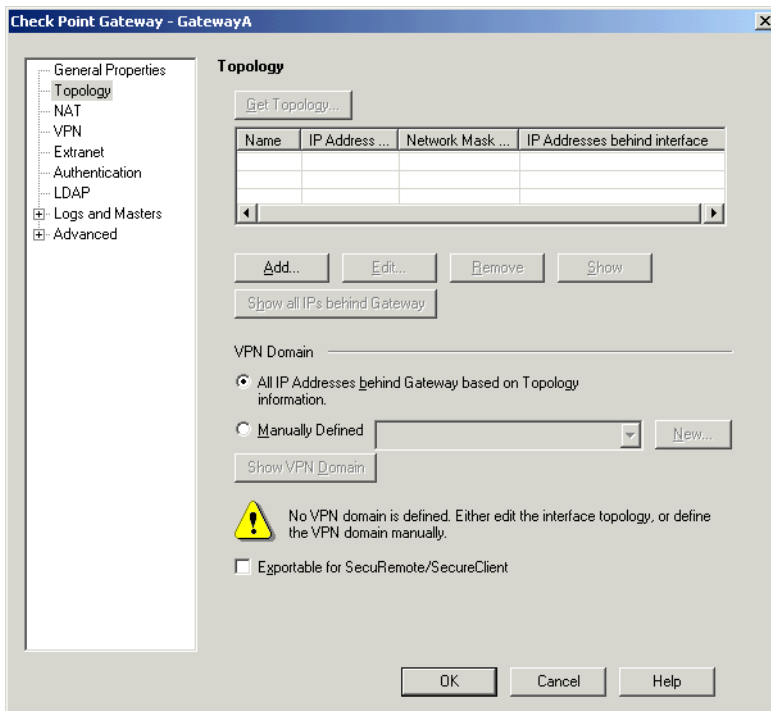 Check Point Gateway - GatewayA
General Properties
Topology
NAT
VPN
Extranet
Authentication
LDAP
Logs and Masters
Advanced
Topology
Get Topology...
Name IP Address ... Network Mask ... IP Addresses behind interface
Add... Edit... Remove Show
Show all IPs behind Gateway
VPN Domain
All IP Addresses behind Gateway based on Topology
information.
Manually Defined New...
Show VPN Domain
No VPN domain is defined. Either edit the interface topology, or define
the VPN domain manually.
Exportable for SecuRemote/SecureClient
OK Cancel Help